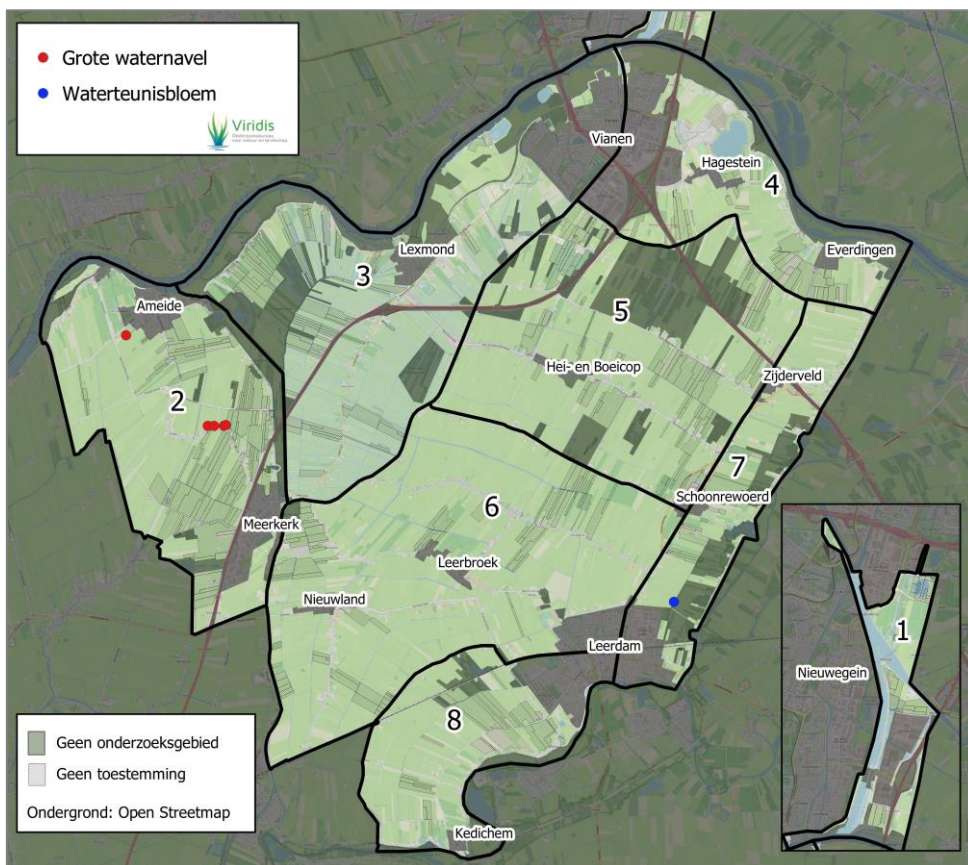 Grote waternavel
Waterteunisbloem
Viridis
Vianen
Hagestein
4
Everdingen
Lexmond
3
5
Ameide
Hei- en Boeicop
Zijderveld
2
7
Schoonrewoerd
6
Meerkerk
Leerbroek
Nieuwland
Leerdam
8
Kedichem
1
Nieuwegein
Geen onderzoeksgebied
Geen toestemming
Ondergrond: Open Streetmap